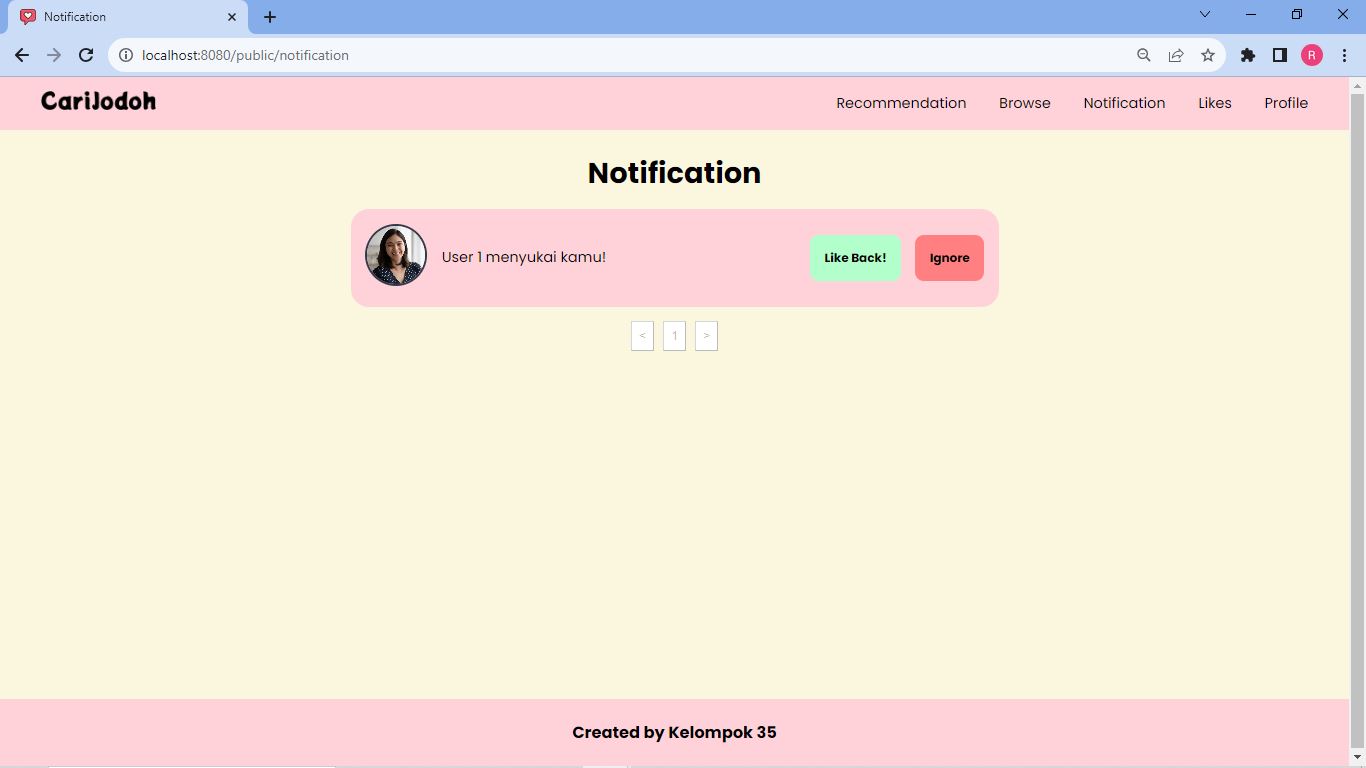 Notification
localhost:8080/public/notification
R
CariJodoh
Recommendation Browse Notification Likes Profile
Notification
User 1 menyukai kamu!
Like Back! Ignore
< 1 >
Created by Kelompok 35